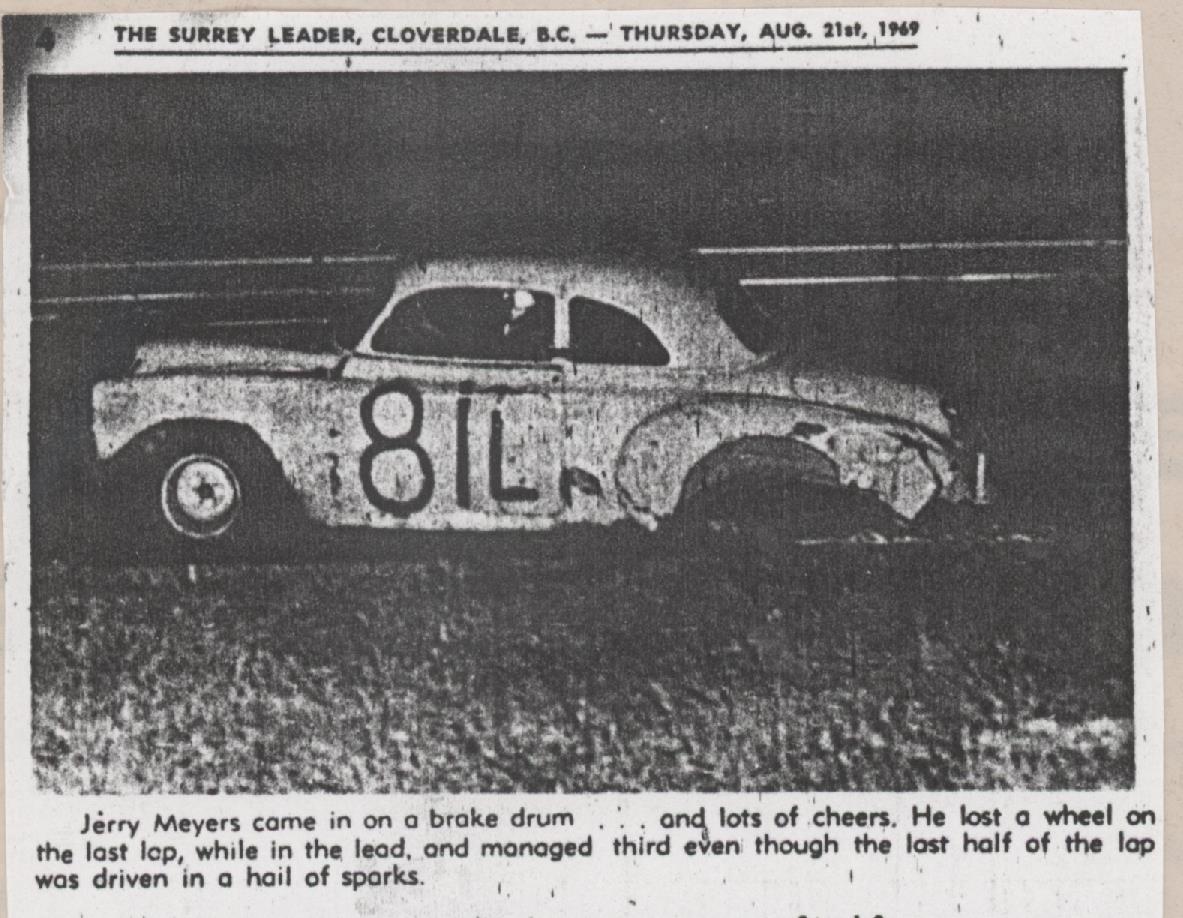 4 THE SURREY LEADER, CLOVERDALE, B.C. — THURSDAY, AUG. 21st, 1969
81L
Jerry Meyers came in on a brake drum . . . and lots of cheers. He lost a wheel on
the last lap, while in the lead, and managed third even though the last half of the lap
was driven in a hail of sparks.